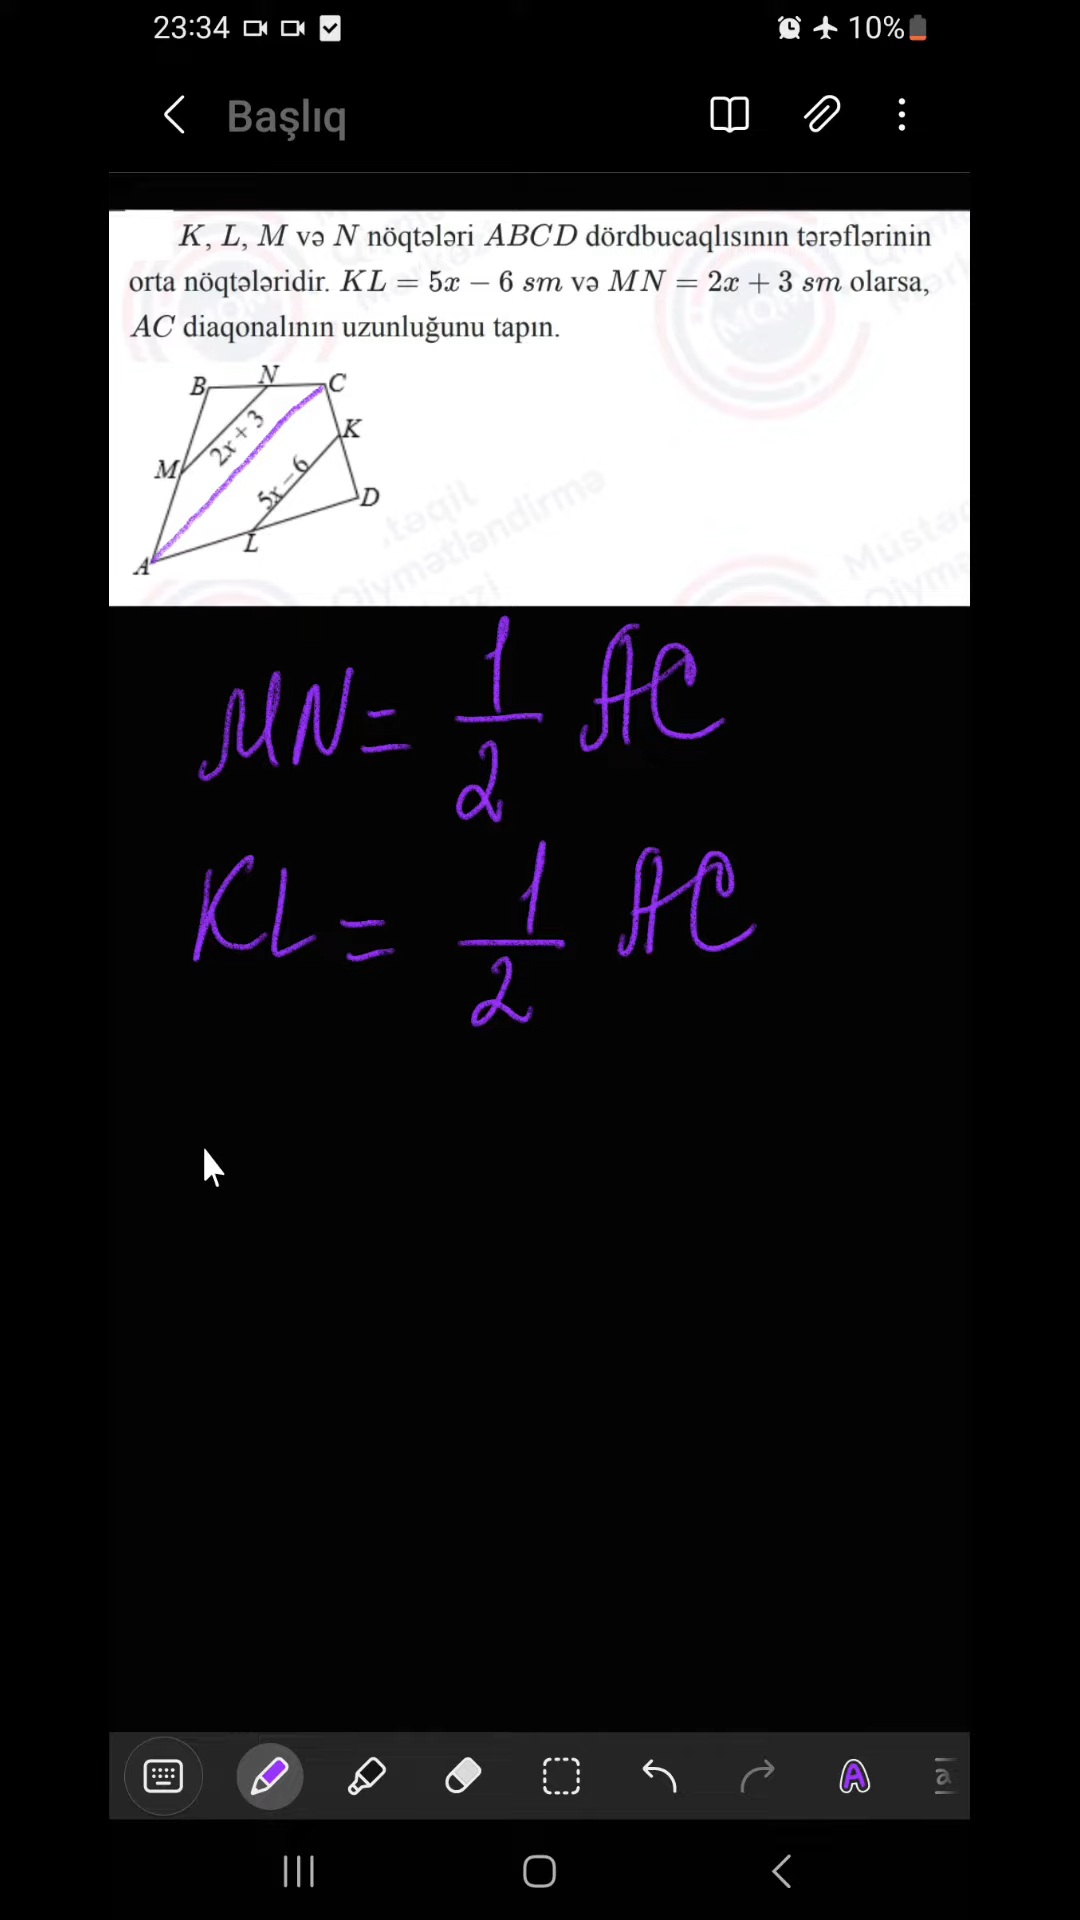 23:34 10%
Başlıq
K, L, M və N nöqtələri ABCD dördbucaqlısının tərəflərinin
orta nöqtələridir. KL = 5x − 6 sm və MN = 2x + 3 sm olarsa,
AC diaqonalının uzunluğunu tapın.
B N C
2x + 3
K
M
5x − 6
D
L
A
MN = 1/2 AC
KL = 1/2 AC
A
a